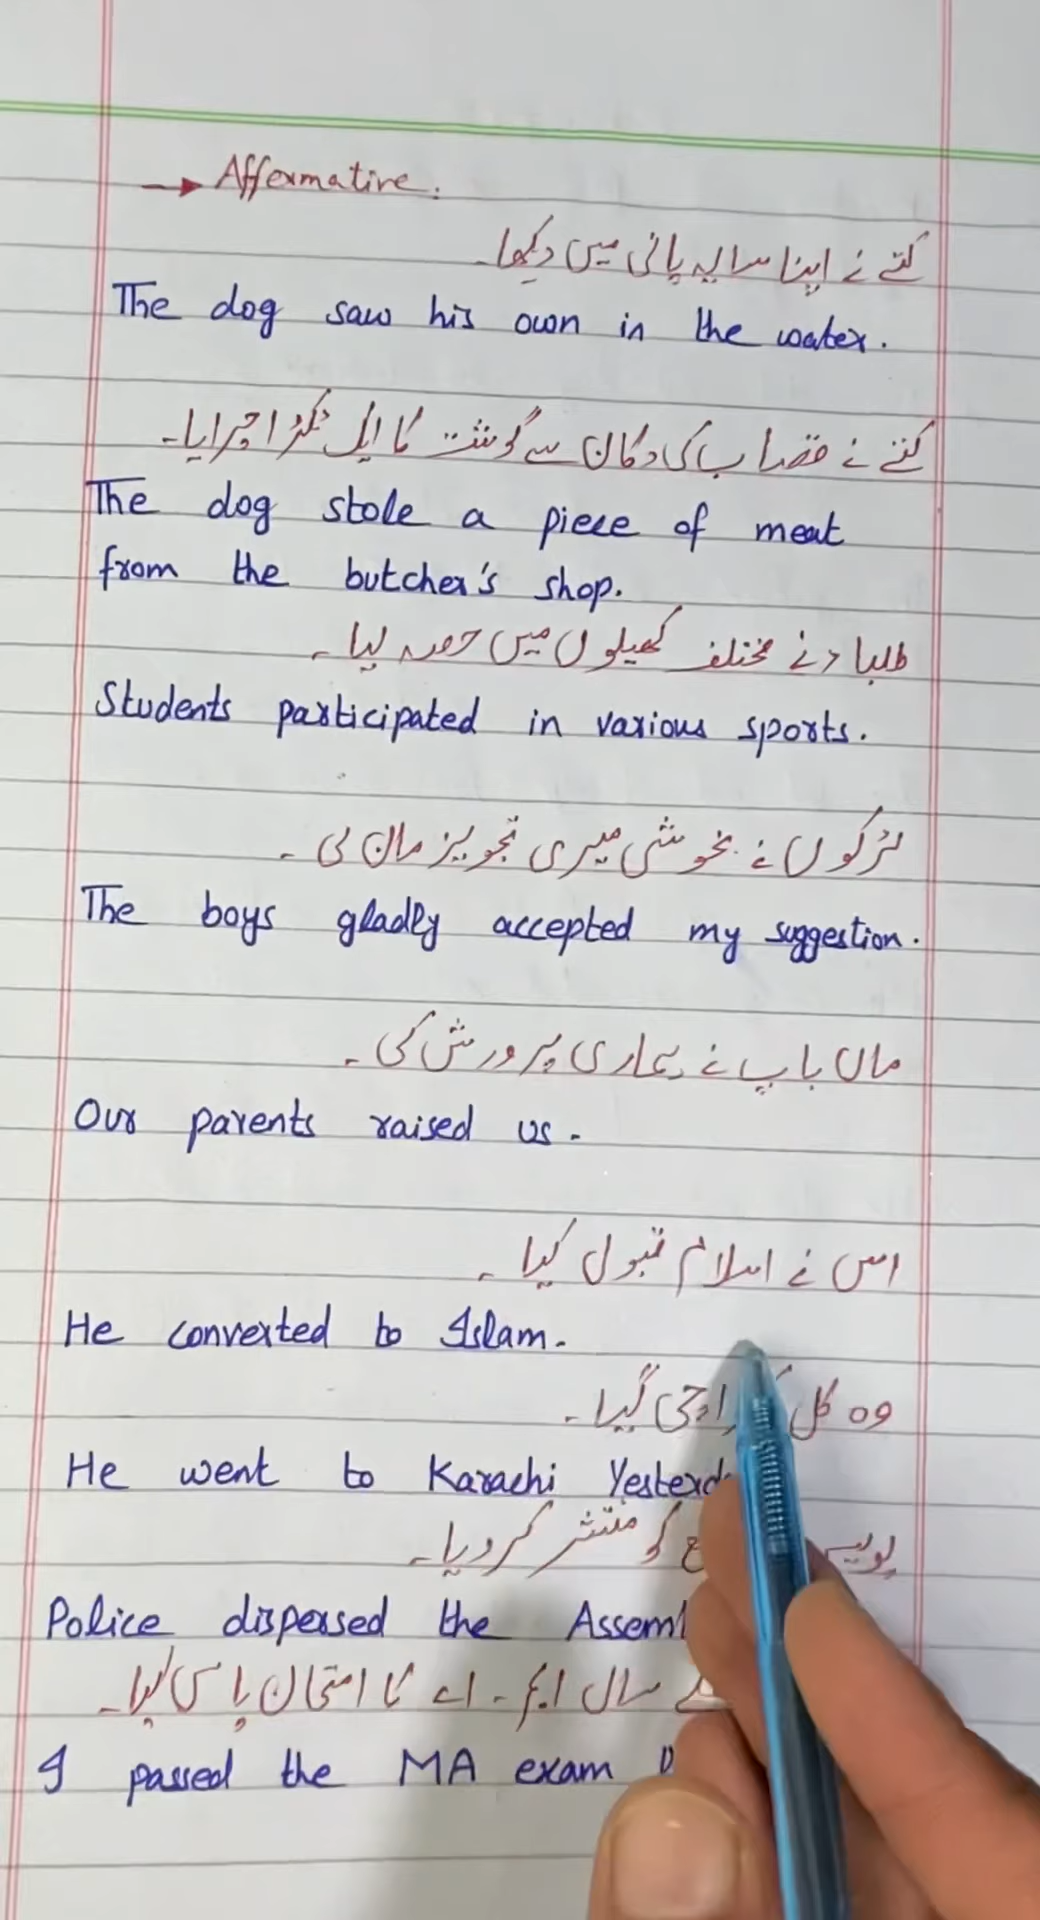 Affermative.
کتے نے اپنا سایہ پانی میں دیکھا۔
The dog saw his own in the water.
کتے نے قصاب کی دکان سے گوشت کا ایک ٹکڑا چرایا۔
The dog stole a piece of meat
from the butcher's shop.
طلباء نے مختلف کھیلوں میں حصہ لیا۔
Students participated in various sports.
لڑکوں نے بخوشی میری تجویز مان لی۔
The boys gladly accepted my suggestion.
ماں باپ نے ہماری پرورش کی۔
Our parents raised us.
اس نے اسلام قبول کیا۔
He converted to Islam.
وہ کل گیا۔
He went to Karachi
کو منتشر کر دیا۔
Police dispersed the
سال ایم۔ اے کا امتحان پاس کیا۔
I passed the MA exam